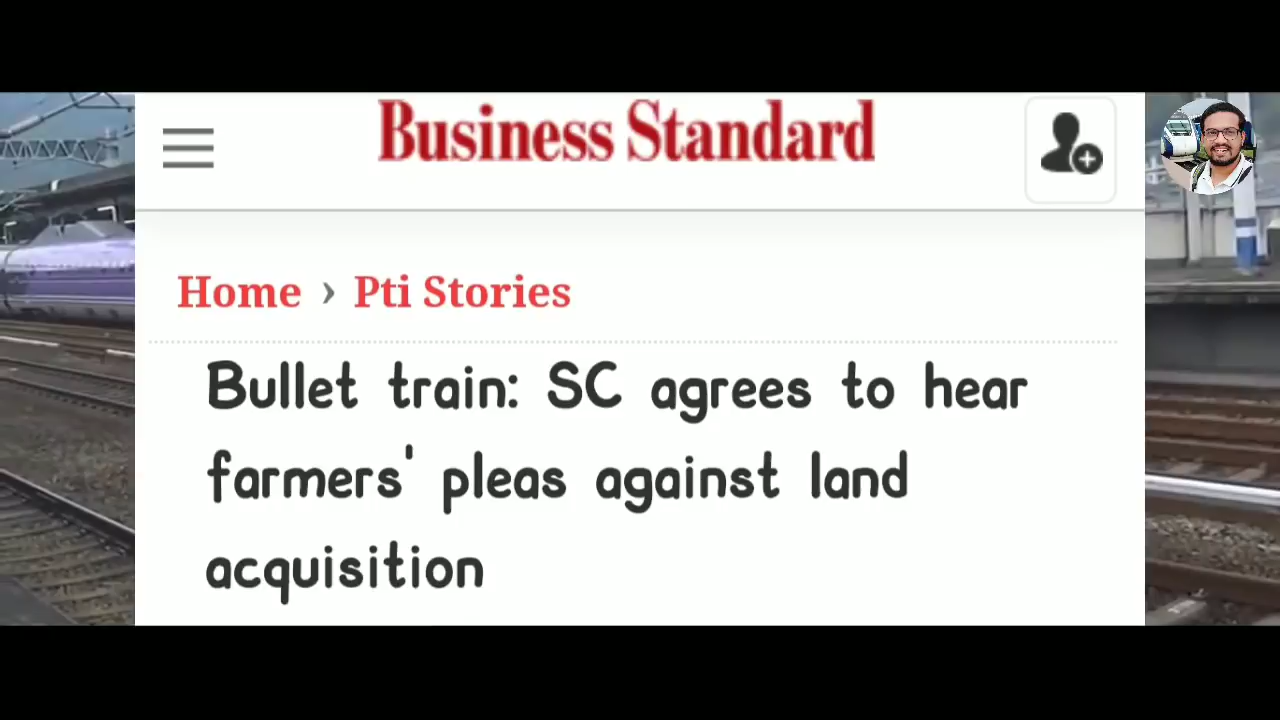 Business Standard
Home › Pti Stories
Bullet train: SC agrees to hear
farmers' pleas against land
acquisition